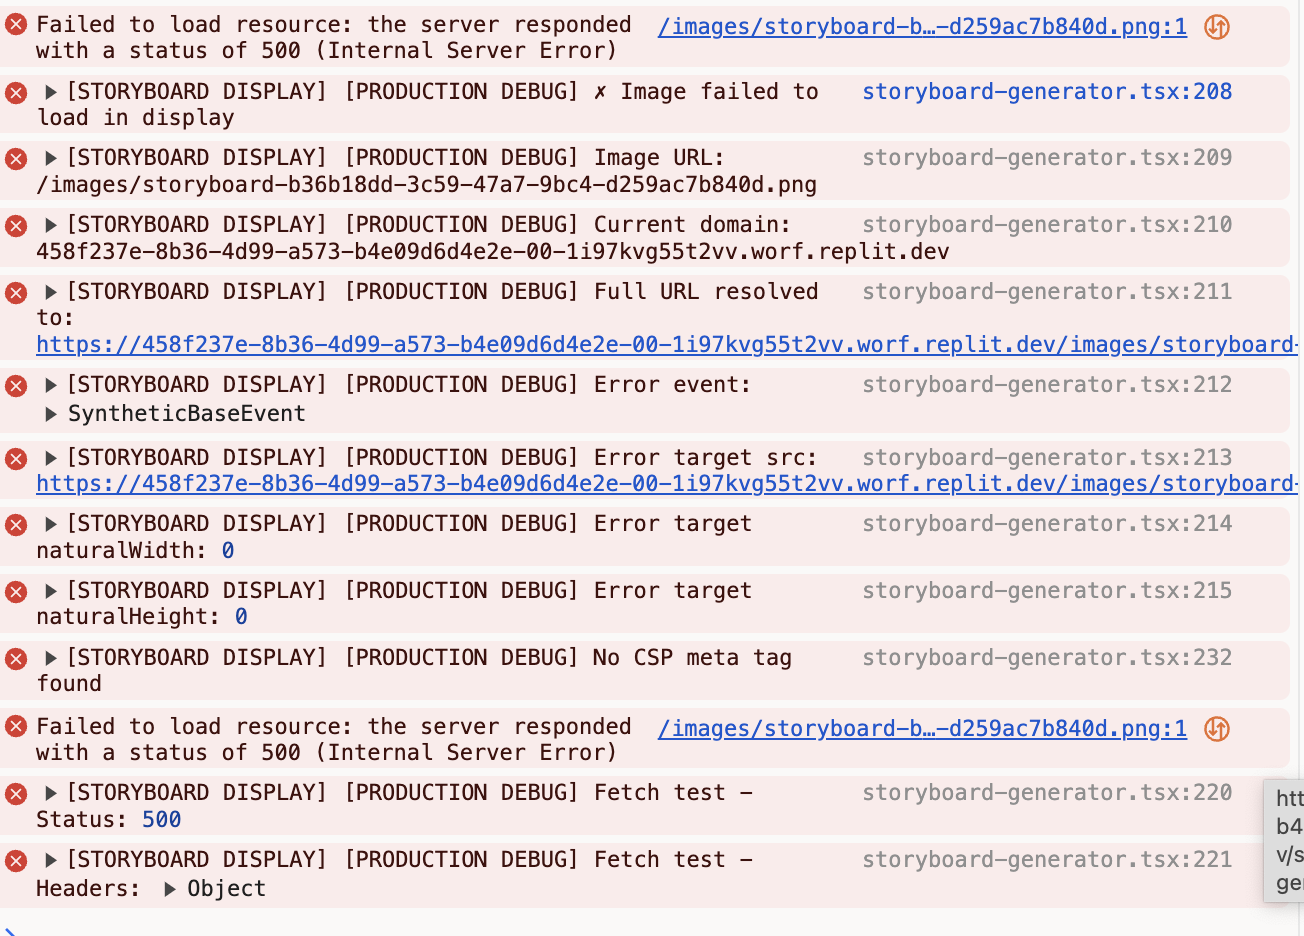 Failed to load resource: the server responded /images/storyboard-b…-d259ac7b840d.png:1
with a status of 500 (Internal Server Error)
[STORYBOARD DISPLAY] [PRODUCTION DEBUG] ✗ Image failed to storyboard-generator.tsx:208
load in display
[STORYBOARD DISPLAY] [PRODUCTION DEBUG] Image URL: storyboard-generator.tsx:209
/images/storyboard-b36b18dd-3c59-47a7-9bc4-d259ac7b840d.png
[STORYBOARD DISPLAY] [PRODUCTION DEBUG] Current domain: storyboard-generator.tsx:210
458f237e-8b36-4d99-a573-b4e09d6d4e2e-00-1i97kvg55t2vv.worf.replit.dev
[STORYBOARD DISPLAY] [PRODUCTION DEBUG] Full URL resolved storyboard-generator.tsx:211
to:
https://458f237e-8b36-4d99-a573-b4e09d6d4e2e-00-1i97kvg55t2vv.worf.replit.dev/images/storyboard-
[STORYBOARD DISPLAY] [PRODUCTION DEBUG] Error event: storyboard-generator.tsx:212
SyntheticBaseEvent
[STORYBOARD DISPLAY] [PRODUCTION DEBUG] Error target src: storyboard-generator.tsx:213
https://458f237e-8b36-4d99-a573-b4e09d6d4e2e-00-1i97kvg55t2vv.worf.replit.dev/images/storyboard-
[STORYBOARD DISPLAY] [PRODUCTION DEBUG] Error target storyboard-generator.tsx:214
naturalWidth: 0
[STORYBOARD DISPLAY] [PRODUCTION DEBUG] Error target storyboard-generator.tsx:215
naturalHeight: 0
[STORYBOARD DISPLAY] [PRODUCTION DEBUG] No CSP meta tag storyboard-generator.tsx:232
found
Failed to load resource: the server responded /images/storyboard-b…-d259ac7b840d.png:1
with a status of 500 (Internal Server Error)
[STORYBOARD DISPLAY] [PRODUCTION DEBUG] Fetch test - storyboard-generator.tsx:220
Status: 500
[STORYBOARD DISPLAY] [PRODUCTION DEBUG] Fetch test - storyboard-generator.tsx:221
Headers: Object
htt
b4
v/s
ge